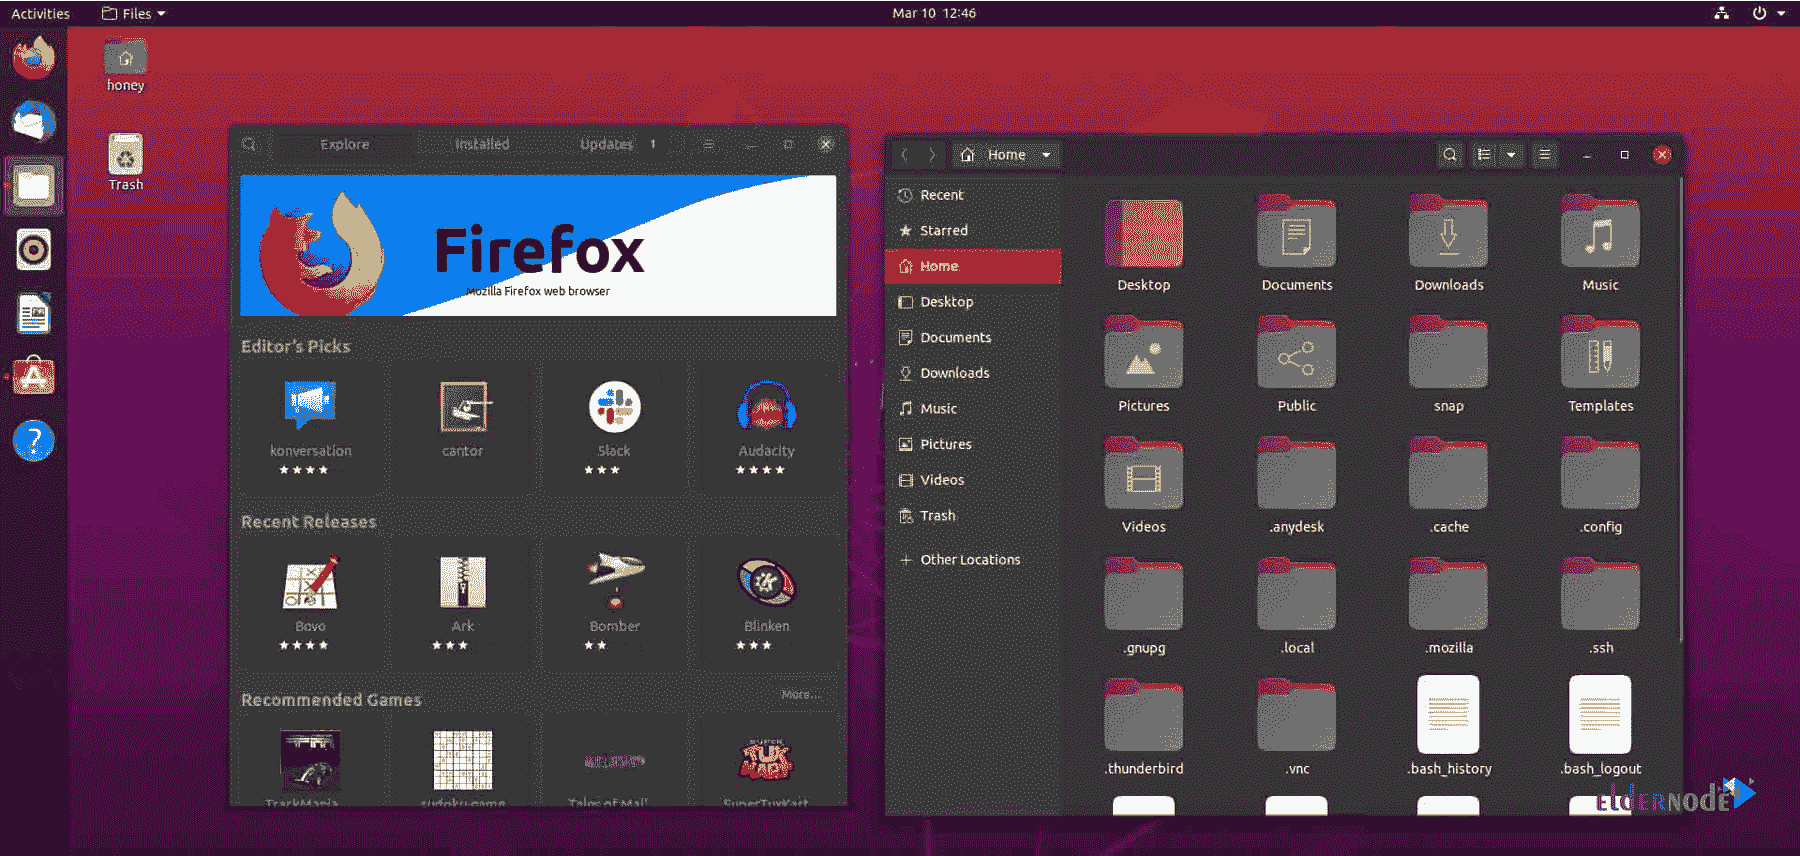 Activities
Files
Mar 10 12:46
honey
Trash
Explore
Installed
Updates 1
Firefox
Mozilla Firefox web browser
Editor's Picks
konversation
cantor
Slack
Audacity
Recent Releases
Bovo
Ark
Bomber
Blinken
Recommended Games
More...
TrackMania
sudoku-game
SuperTuxKart
SUPER
TUX
KART
Home
Recent
Starred
Home
Desktop
Documents
Downloads
Music
Pictures
Videos
Trash
Other Locations
Desktop
Documents
Downloads
Music
Pictures
Public
snap
Templates
Videos
.anydesk
.cache
.config
.gnupg
.local
.mozilla
.ssh
.thunderbird
.vnc
.bash_history
.bash_logout
elderNode